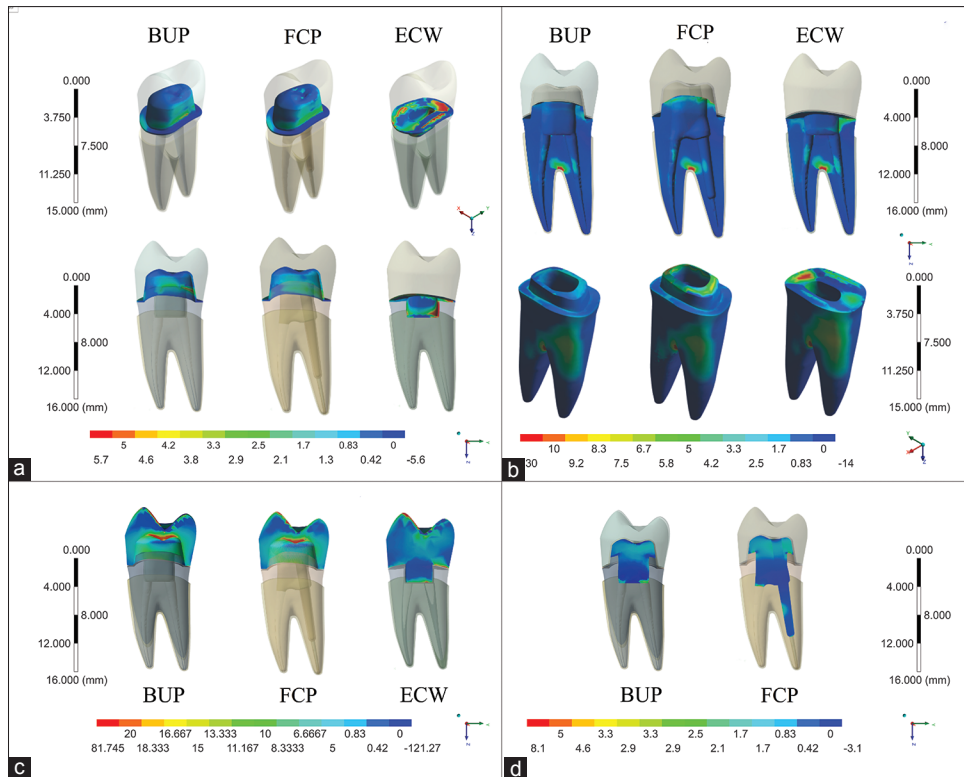 BUP FCP ECW
0.000
3.750
7.500
11.250
15.000 (mm)
0.000
4.000
8.000
12.000
16.000 (mm)
5 4.2 3.3 2.5 1.7 0.83 0
5.7 4.6 3.8 2.9 2.1 1.3 0.42 -5.6
a
BUP FCP ECW
0.000
4.000
8.000
12.000
16.000 (mm)
0.000
3.750
7.500
11.250
15.000 (mm)
10 8.3 6.7 5 3.3 1.7 0
30 9.2 7.5 5.8 4.2 2.5 0.83 -14
b
0.000
4.000
8.000
12.000
16.000 (mm)
BUP FCP ECW
20 16.667 13.333 10 6.6667 0.83 0
81.745 18.333 15 11.167 8.3333 5 0.42 -121.27
c
0.000
4.000
8.000
12.000
16.000 (mm)
BUP FCP
5 3.3 3.3 2.5 1.7 0.83 0
8.1 4.6 2.9 2.9 2.1 1.7 0.42 -3.1
d